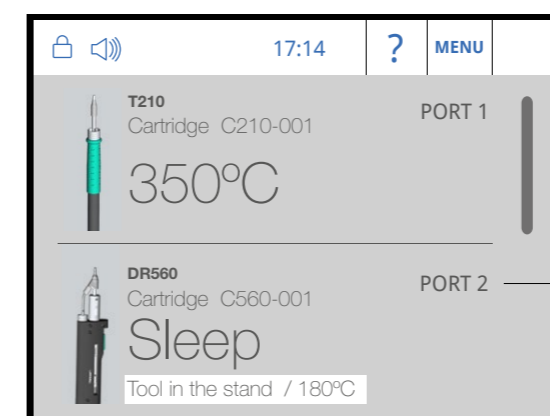 17:14 ? MENU
T210
Cartridge C210-001
PORT 1
350ºC
DR560
Cartridge C560-001
PORT 2
Sleep
Tool in the stand / 180ºC